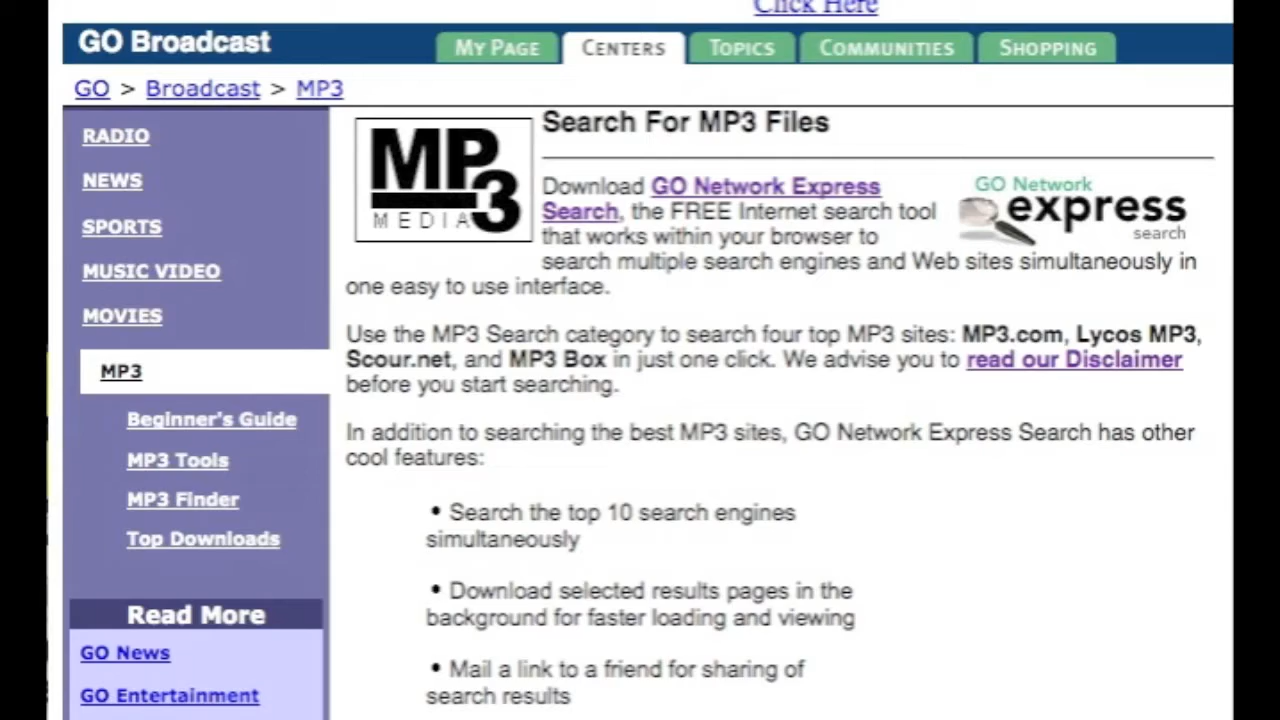 Click Here
GO Broadcast
MY PAGE
CENTERS
TOPICS
COMMUNITIES
SHOPPING
GO > Broadcast > MP3
RADIO
NEWS
SPORTS
MUSIC VIDEO
MOVIES
MP3
Beginner's Guide
MP3 Tools
MP3 Finder
Top Downloads
Read More
GO News
GO Entertainment
MP3
MEDIA
Search For MP3 Files
Download GO Network Express
Search, the FREE Internet search tool
that works within your browser to
search multiple search engines and Web sites simultaneously in
one easy to use interface.
GO Network
express
search
Use the MP3 Search category to search four top MP3 sites: MP3.com, Lycos MP3,
Scour.net, and MP3 Box in just one click. We advise you to read our Disclaimer
before you start searching.
In addition to searching the best MP3 sites, GO Network Express Search has other
cool features:
• Search the top 10 search engines
simultaneously
• Download selected results pages in the
background for faster loading and viewing
• Mail a link to a friend for sharing of
search results